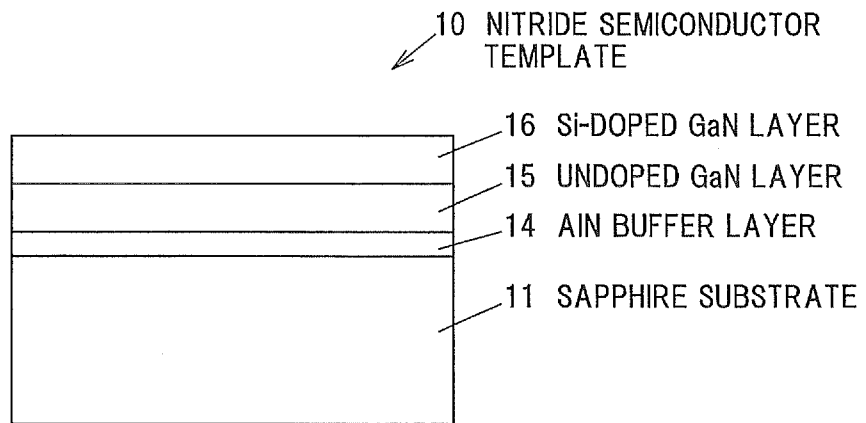 10 NITRIDE SEMICONDUCTOR
TEMPLATE
16 Si-DOPED GaN LAYER
15 UNDOPED GaN LAYER
14 AlN BUFFER LAYER
11 SAPPHIRE SUBSTRATE